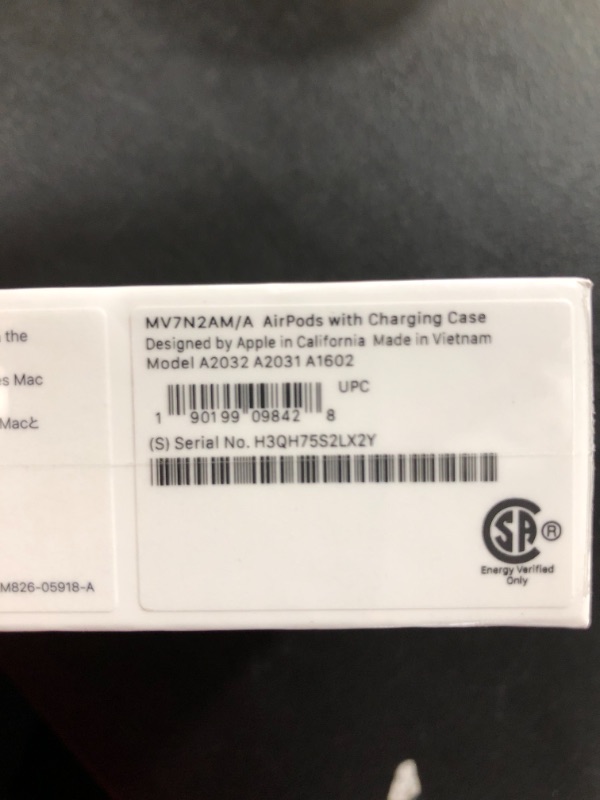 the
es Mac
Macと
M826-05918-A
MV7N2AM/A AirPods with Charging Case
Designed by Apple in California Made in Vietnam
Model A2032 A2031 A1602
UPC
1 90199 09842 8
(S) Serial No. H3QH75S2LX2Y
SA ®
Energy Verified
Only